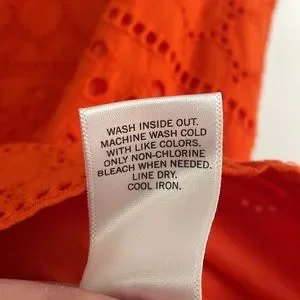 WASH INSIDE OUT.
MACHINE WASH COLD
WITH LIKE COLORS.
ONLY NON-CHLORINE
BLEACH WHEN NEEDED.
LINE DRY.
COOL IRON.